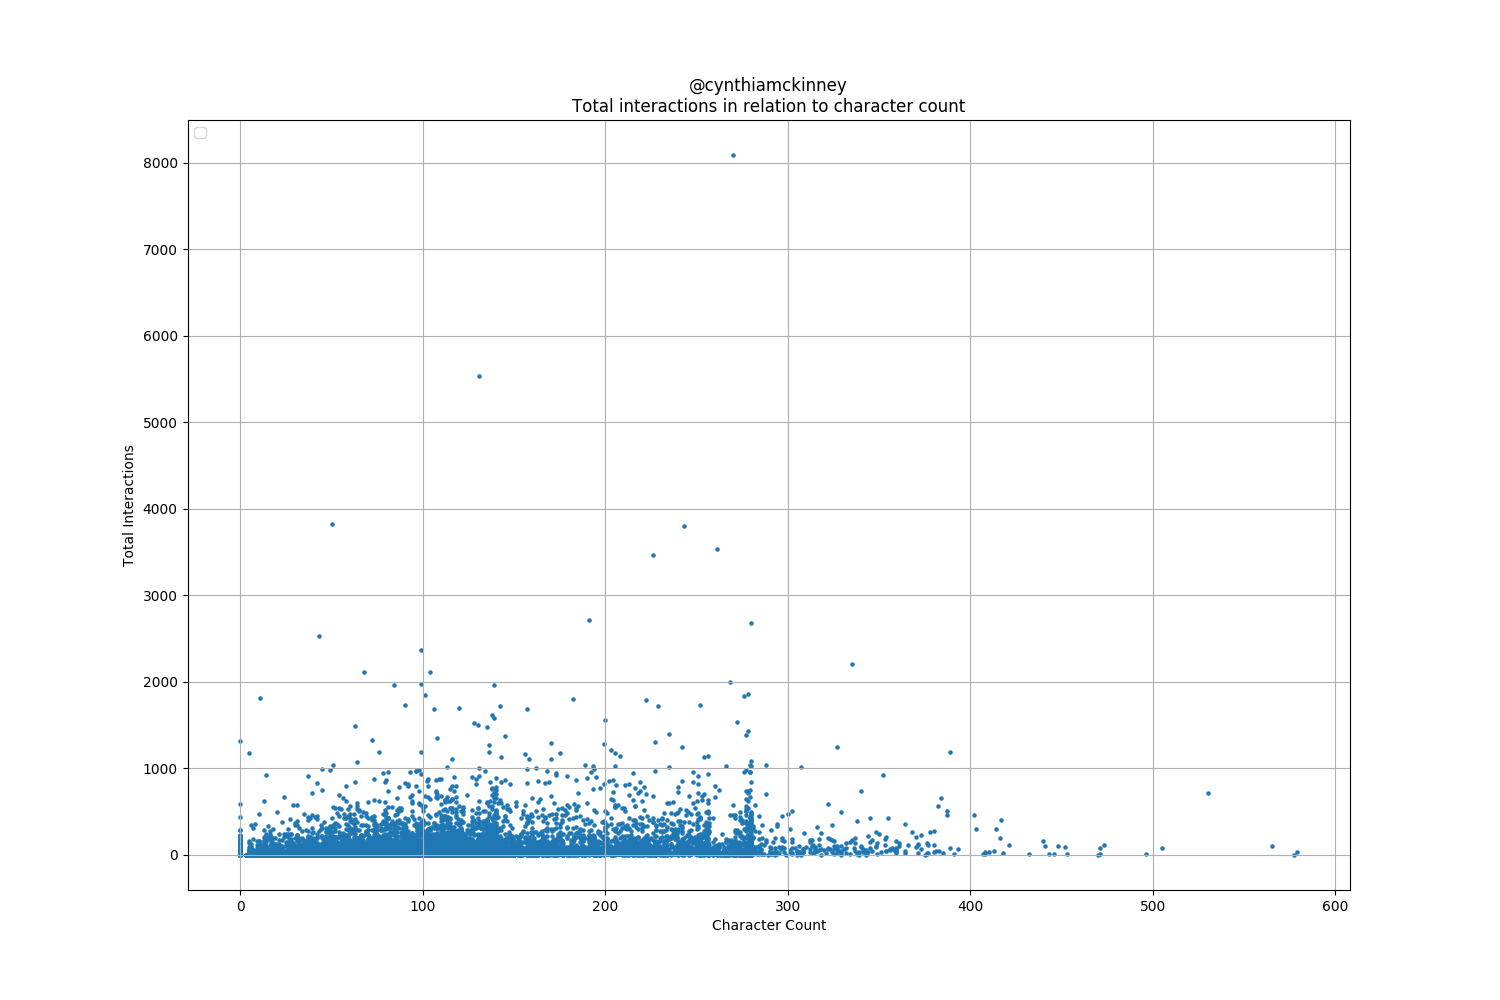 @cynthiamckinney
Total interactions in relation to character count
8000
7000
6000
5000
4000
3000
2000
1000
0
Total Interactions
0 100 200 300 400 500 600
Character Count